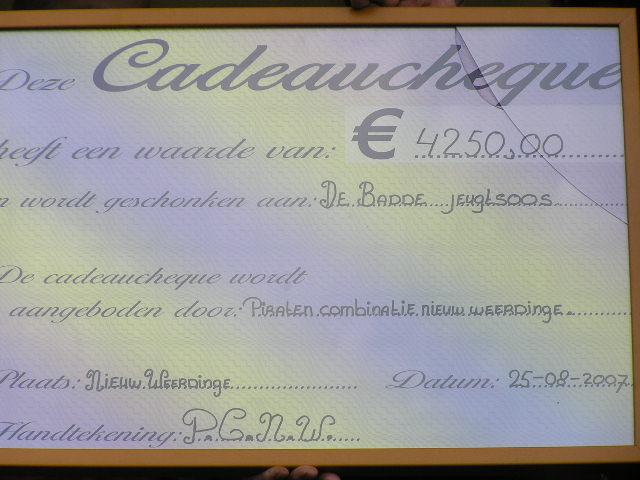 Deze Cadeaucheque
heeft een waarde van: € 4250,00
n wordt geschonken aan: De Badde jeugdsoos
De cadeaucheque wordt
aangeboden door: Piraten combinatie nieuw weerdinge.
Plaats: Nieuw Weerdinge Datum: 25-08-2007
Handtekening: P.C.N.W.